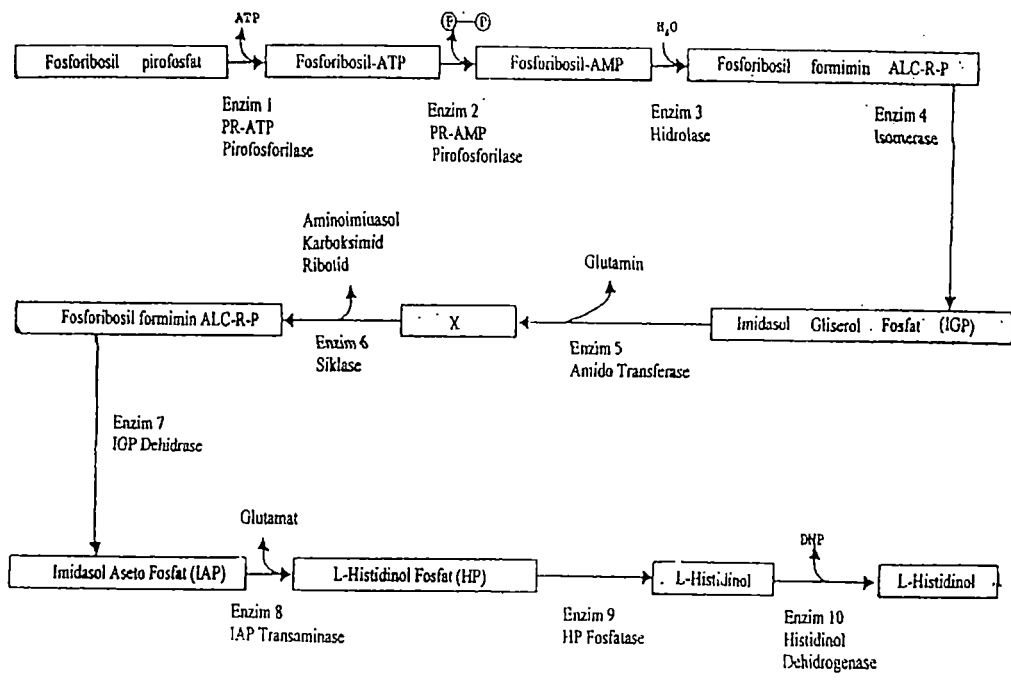 ATP
P P
H₂O
Fosforibosil pirofosfat
Fosforibosil-ATP
Fosforibosil-AMP
Fosforibosil formimin ALC-R-P
Enzim 1
PR-ATP
Pirofosforilase
Enzim 2
PR-AMP
Pirofosforilase
Enzim 3
Hidrolase
Enzim 4
Isomerase
Aminoimiuasol
Karboksimid
Ribotid
Glutamin
Fosforibosil formimin ALC-R-P
X
Imidasol Gliserol Fosfat (IGP)
Enzim 6
Siklase
Enzim 5
Amido Transferase
Enzim 7
IGP Dehidrase
Glutamat
DHP
Imidasol Aseto Fosfat (IAP)
L-Histidinol Fosfat (HP)
L-Histidinol
L-Histidinol
Enzim 8
IAP Transaminase
Enzim 9
HP Fosfatase
Enzim 10
Histidinol
Dehidrogenase